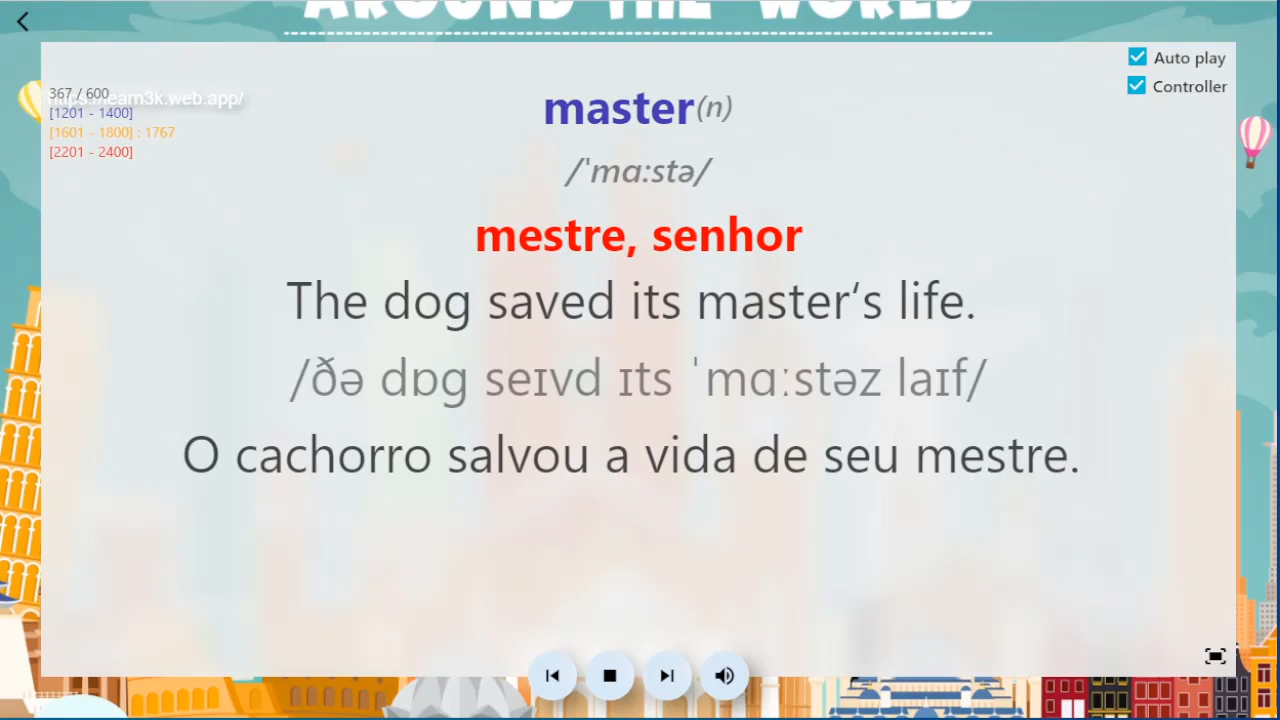 AROUND THE WORLD
Auto play
Controller
367 / 600
https://learn3k.web.app/
[1201 - 1400]
[1601 - 1800] : 1767
[2201 - 2400]
master(n)
/ˈmɑ:stə/
mestre, senhor
The dog saved its master‘s life.
/ðə dɒg seɪvd ɪts ˈmɑːstəz laɪf/
O cachorro salvou a vida de seu mestre.